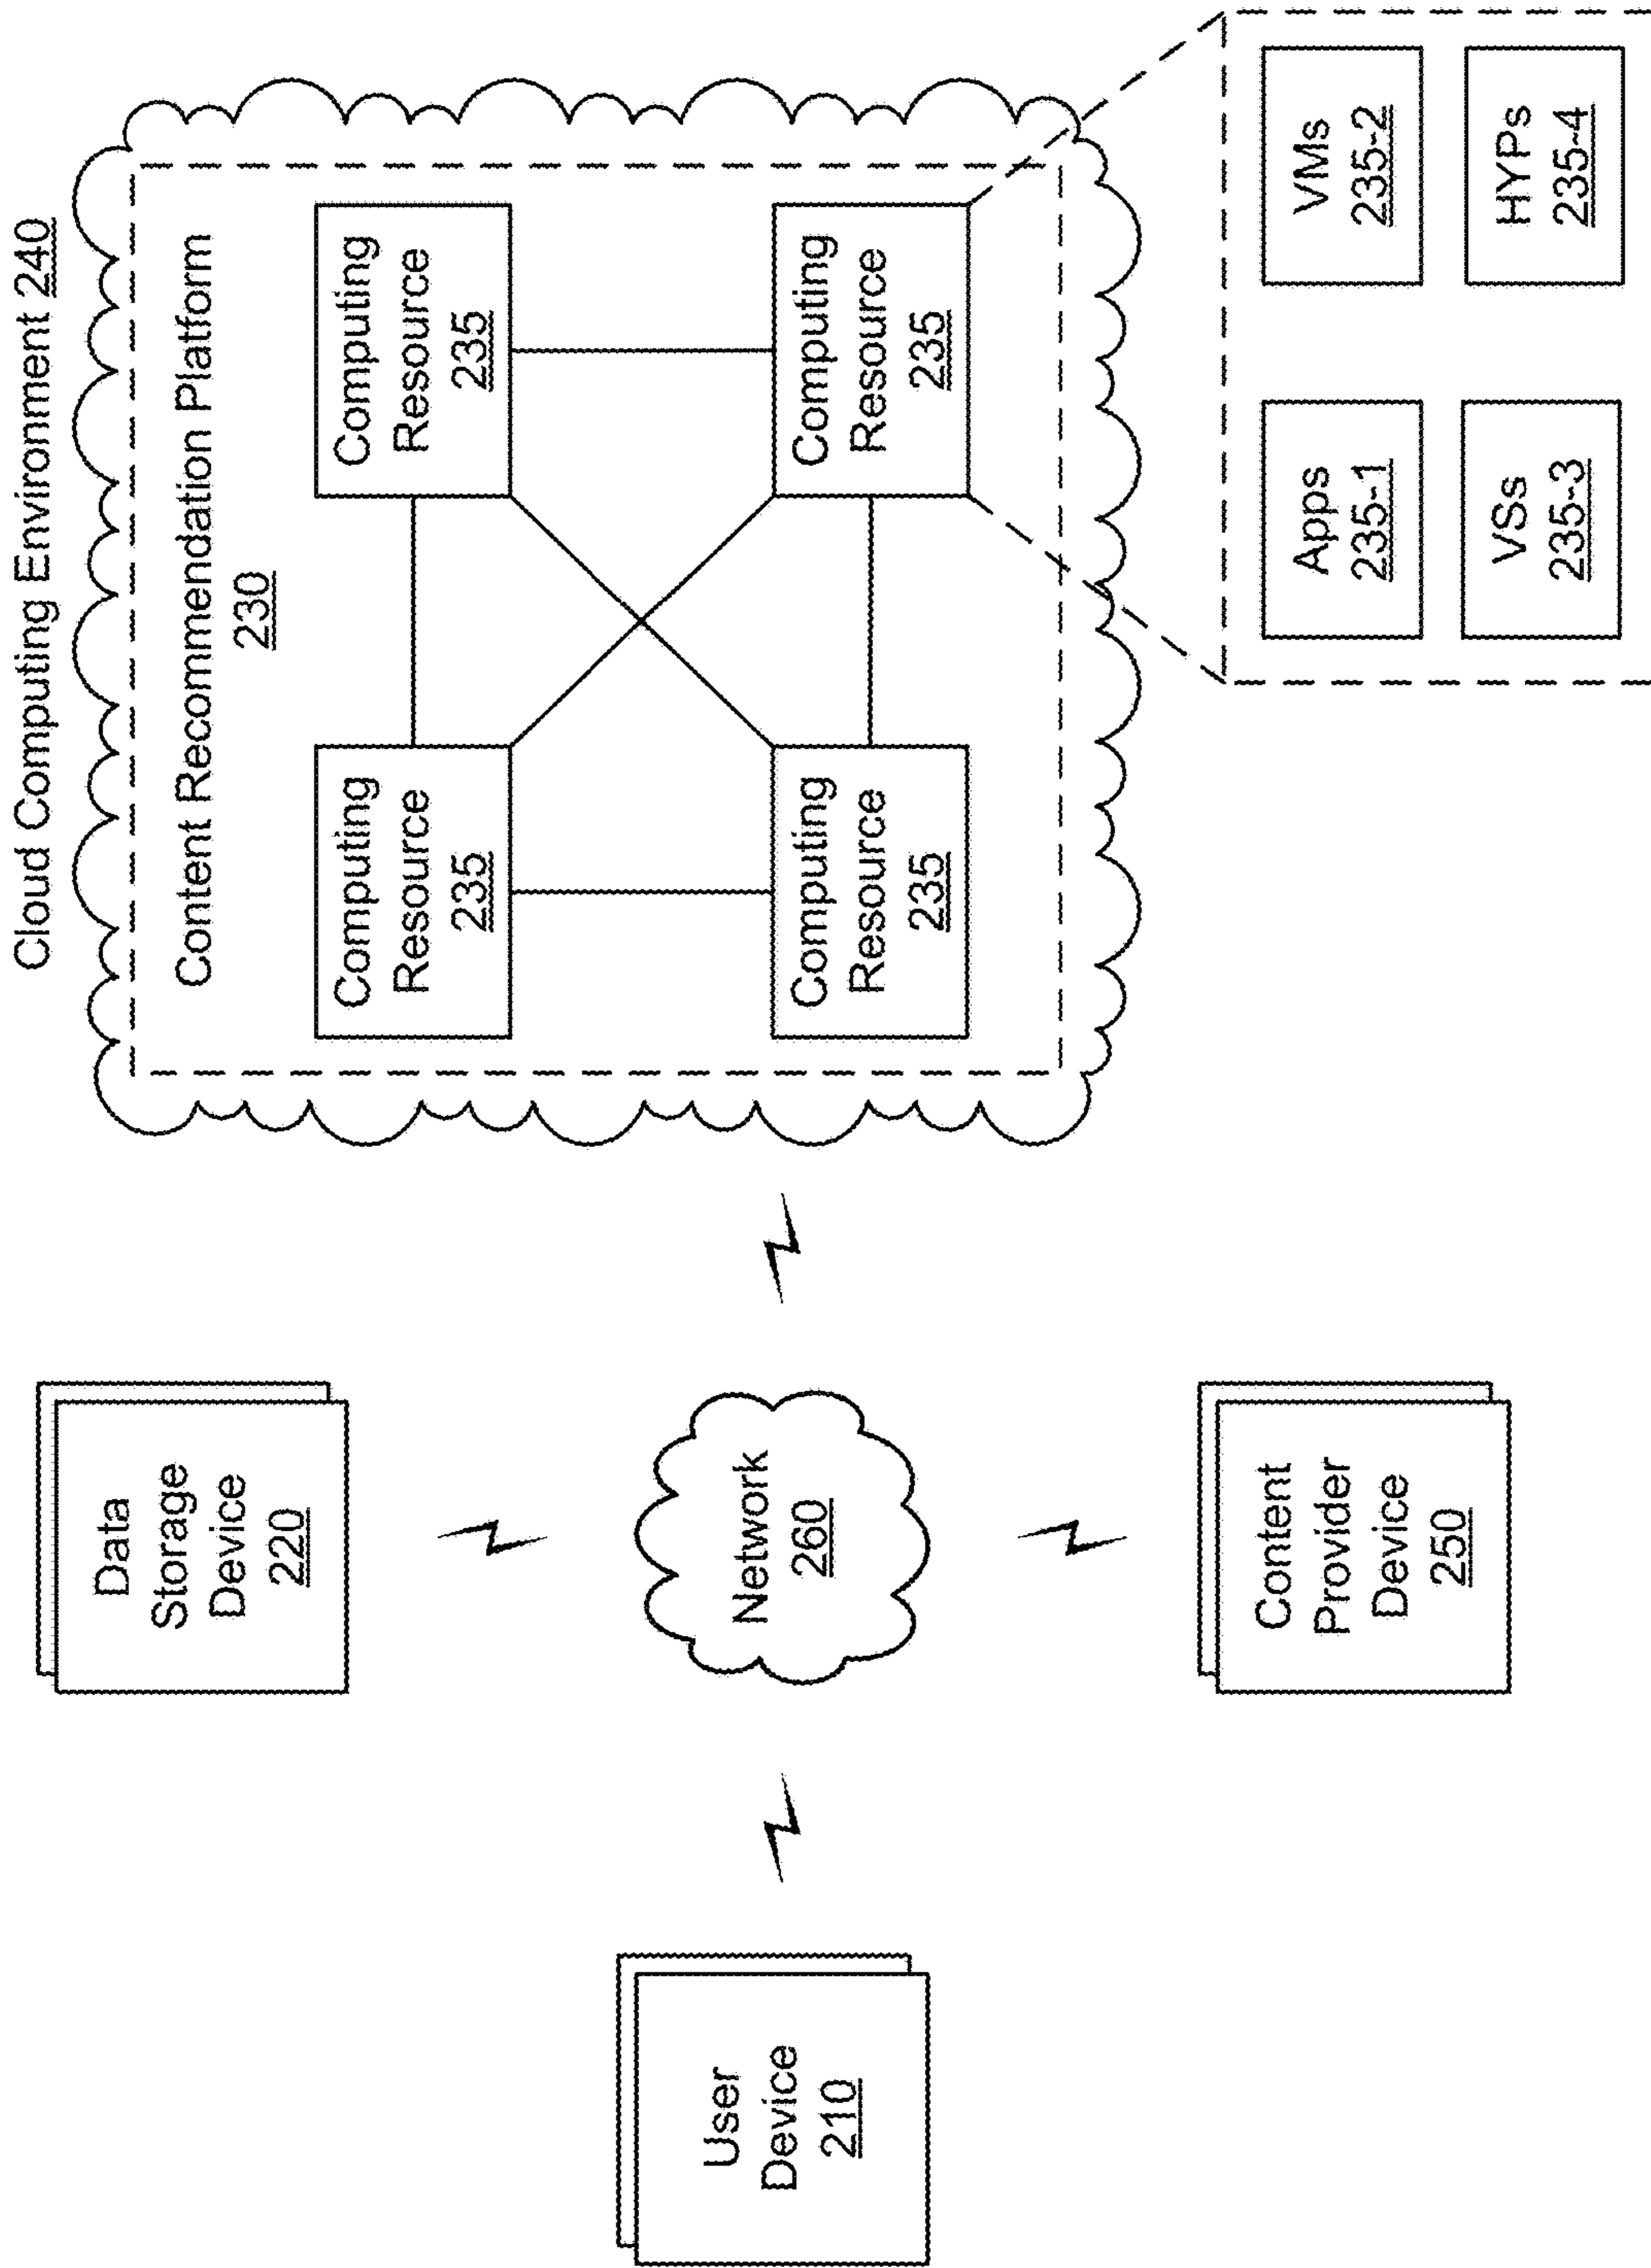 Cloud Computing Environment 240
Content Recommendation Platform
230
Computing
Resource
235
Computing
Resource
235
Computing
Resource
235
Computing
Resource
235
Data
Storage
Device
220
Network
260
User
Device
210
Content
Provider
Device
250
Apps
235-1
VMs
235-2
VSs
235-3
HYPs
235-4